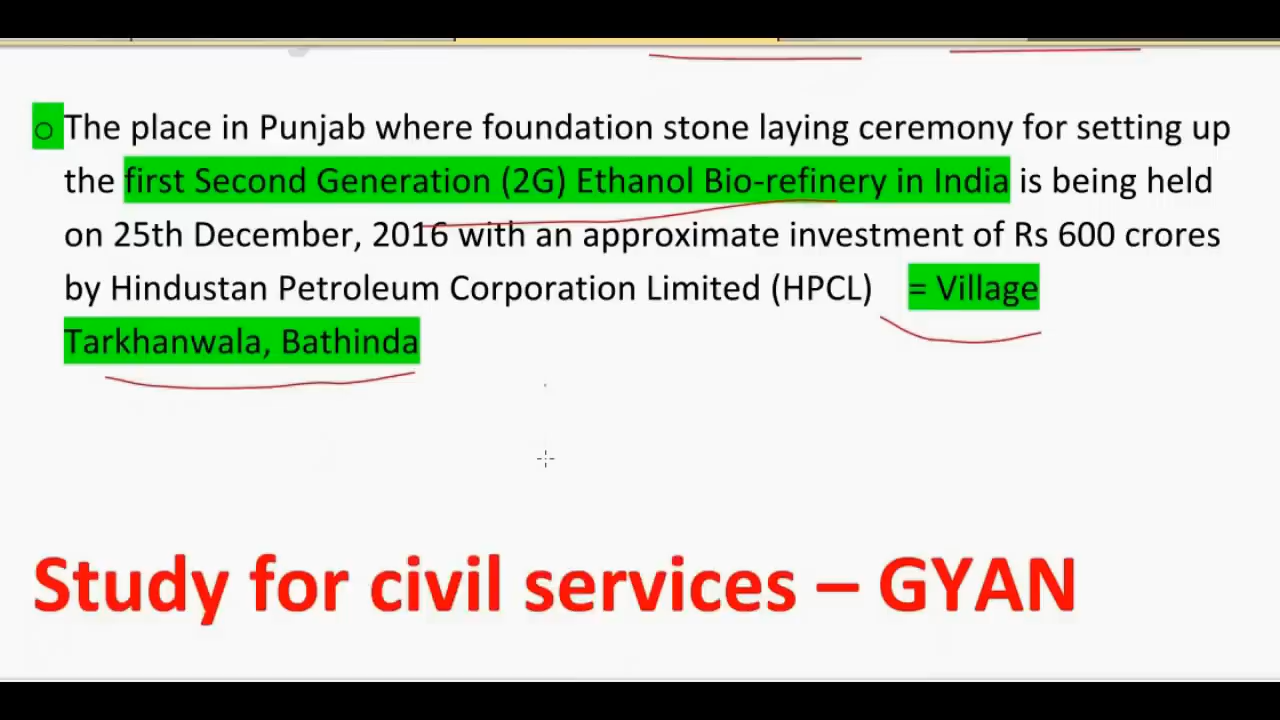 o The place in Punjab where foundation stone laying ceremony for setting up
the first Second Generation (2G) Ethanol Bio-refinery in India is being held
on 25th December, 2016 with an approximate investment of Rs 600 crores
by Hindustan Petroleum Corporation Limited (HPCL) = Village
Tarkhanwala, Bathinda
Study for civil services – GYAN